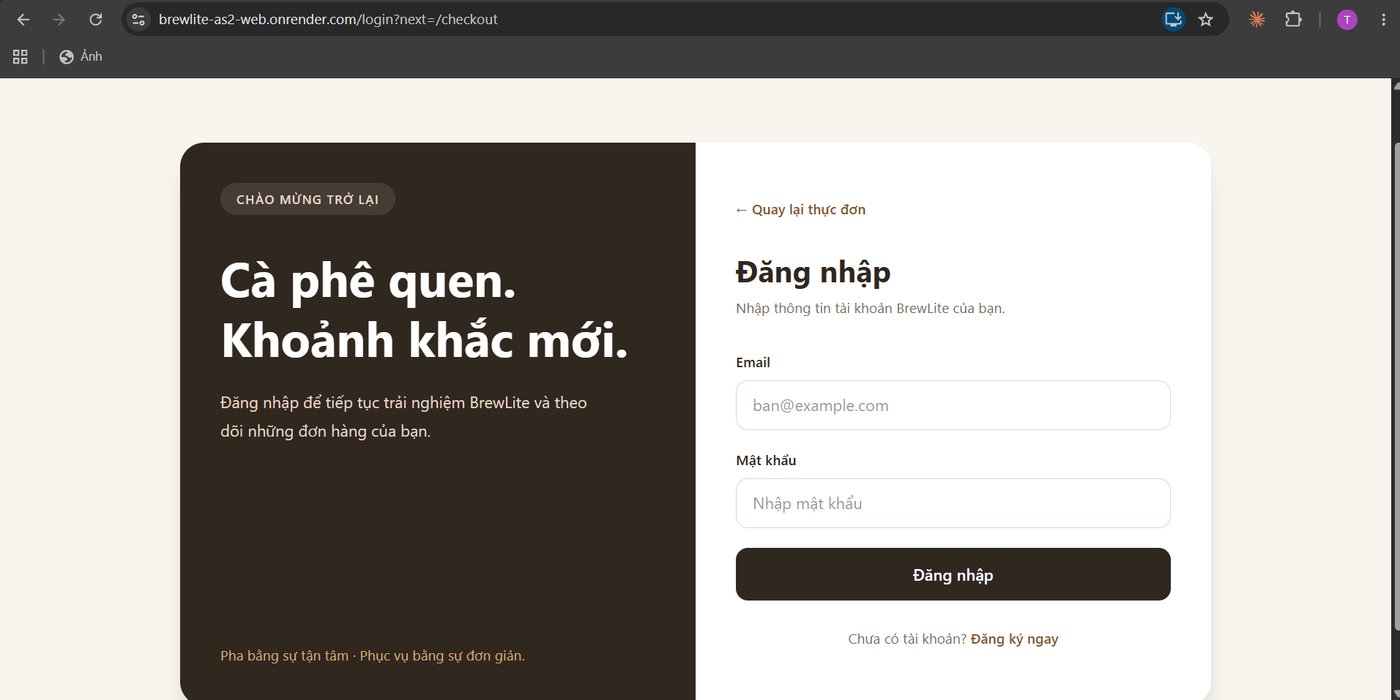 brewlite-as2-web.onrender.com/login?next=/checkout
T
Ảnh
CHÀO MỪNG TRỞ LẠI
Cà phê quen.
Khoảnh khắc mới.
Đăng nhập để tiếp tục trải nghiệm BrewLite và theo
dõi những đơn hàng của bạn.
Pha bằng sự tận tâm · Phục vụ bằng sự đơn giản.
← Quay lại thực đơn
Đăng nhập
Nhập thông tin tài khoản BrewLite của bạn.
Email
ban@example.com
Mật khẩu
Nhập mật khẩu
Đăng nhập
Chưa có tài khoản? Đăng ký ngay